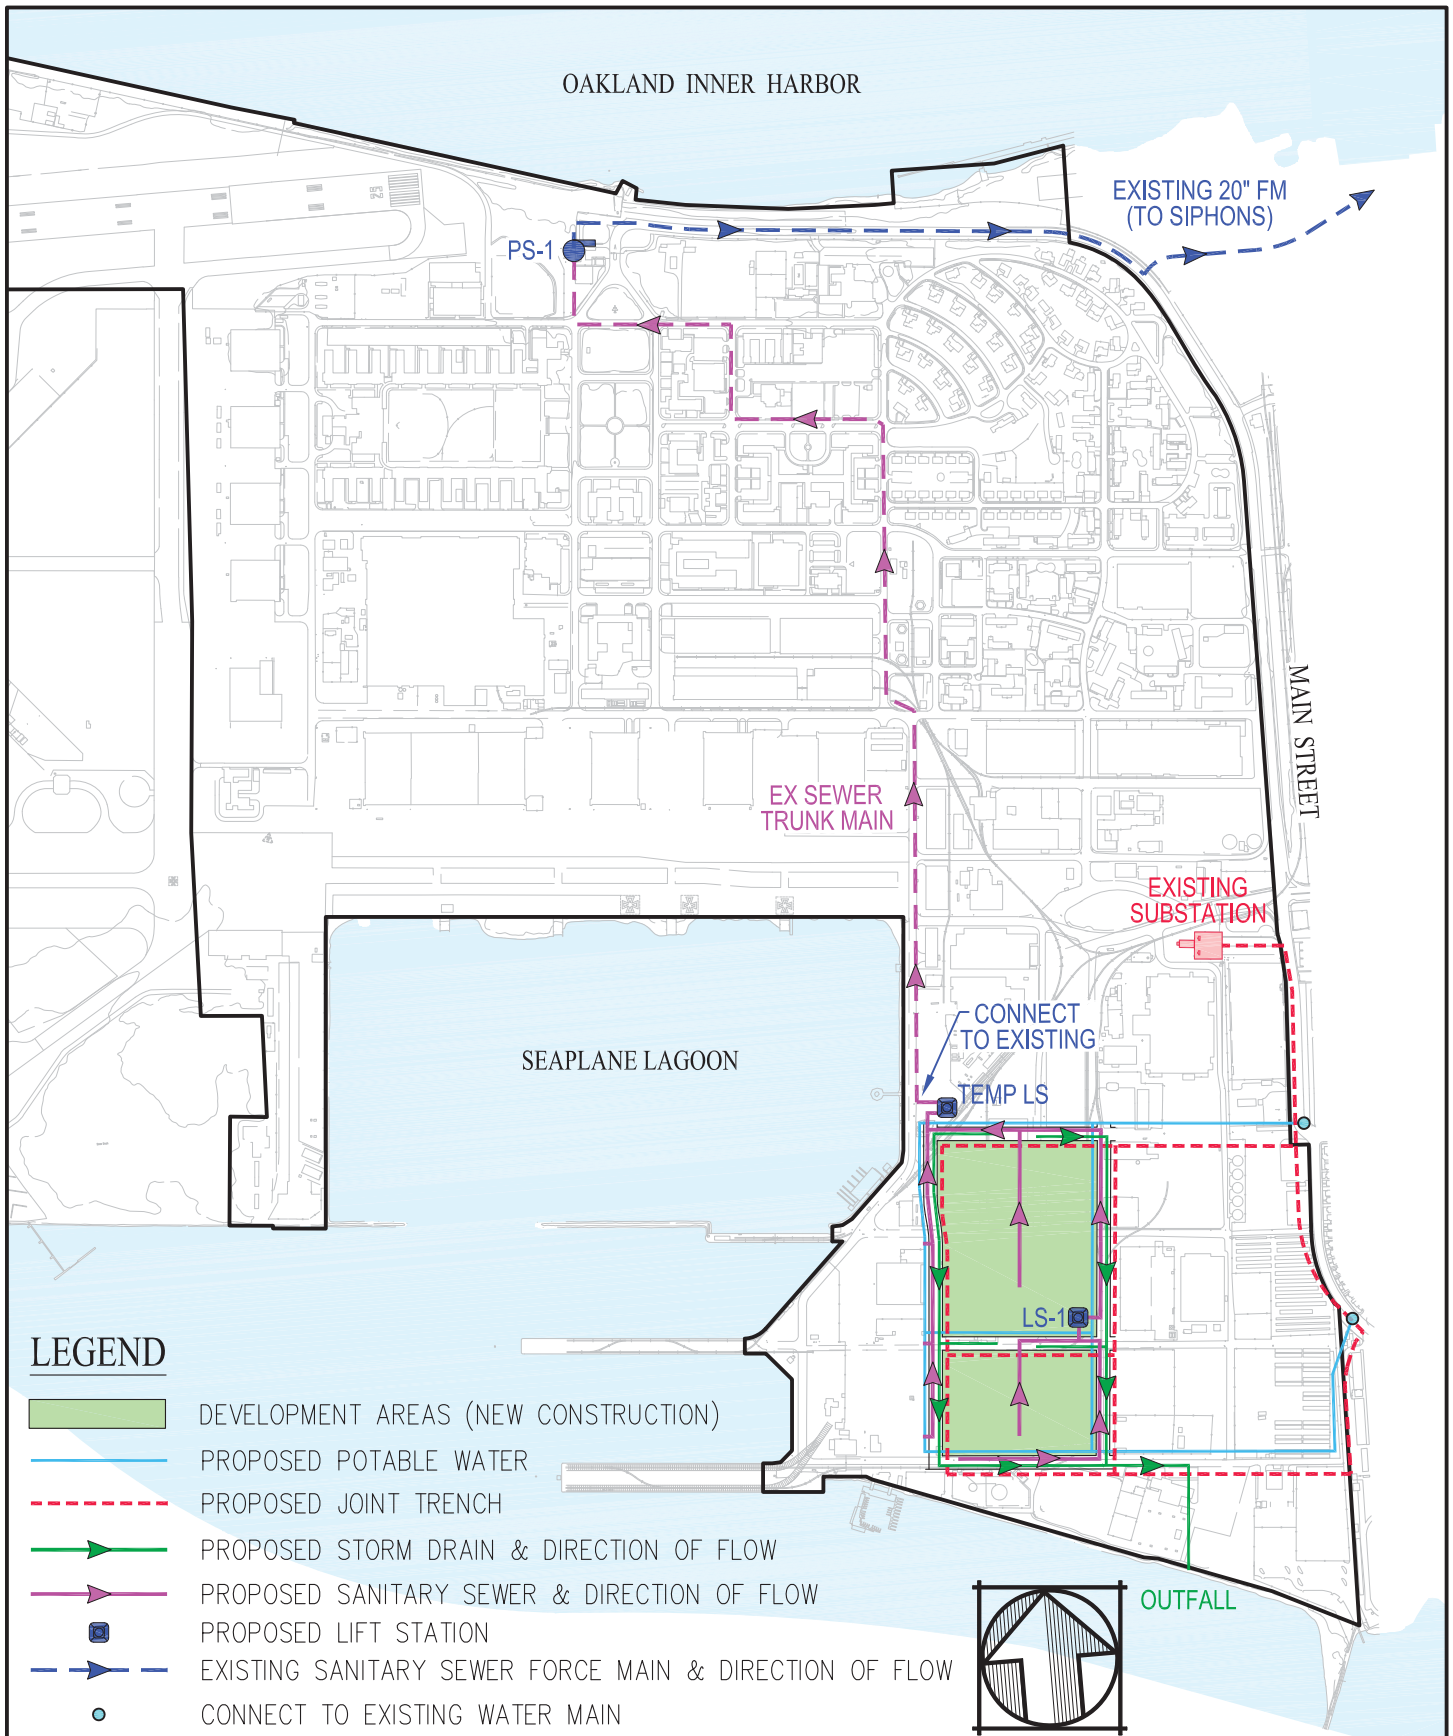 OAKLAND INNER HARBOR
EXISTING 20" FM
(TO SIPHONS)
PS-1
MAIN STREET
EX SEWER
TRUNK MAIN
EXISTING
SUBSTATION
CONNECT
TO EXISTING
SEAPLANE LAGOON
TEMP LS
LS-1
LEGEND
DEVELOPMENT AREAS (NEW CONSTRUCTION)
PROPOSED POTABLE WATER
PROPOSED JOINT TRENCH
PROPOSED STORM DRAIN & DIRECTION OF FLOW
PROPOSED SANITARY SEWER & DIRECTION OF FLOW
PROPOSED LIFT STATION
EXISTING SANITARY SEWER FORCE MAIN & DIRECTION OF FLOW
CONNECT TO EXISTING WATER MAIN
OUTFALL